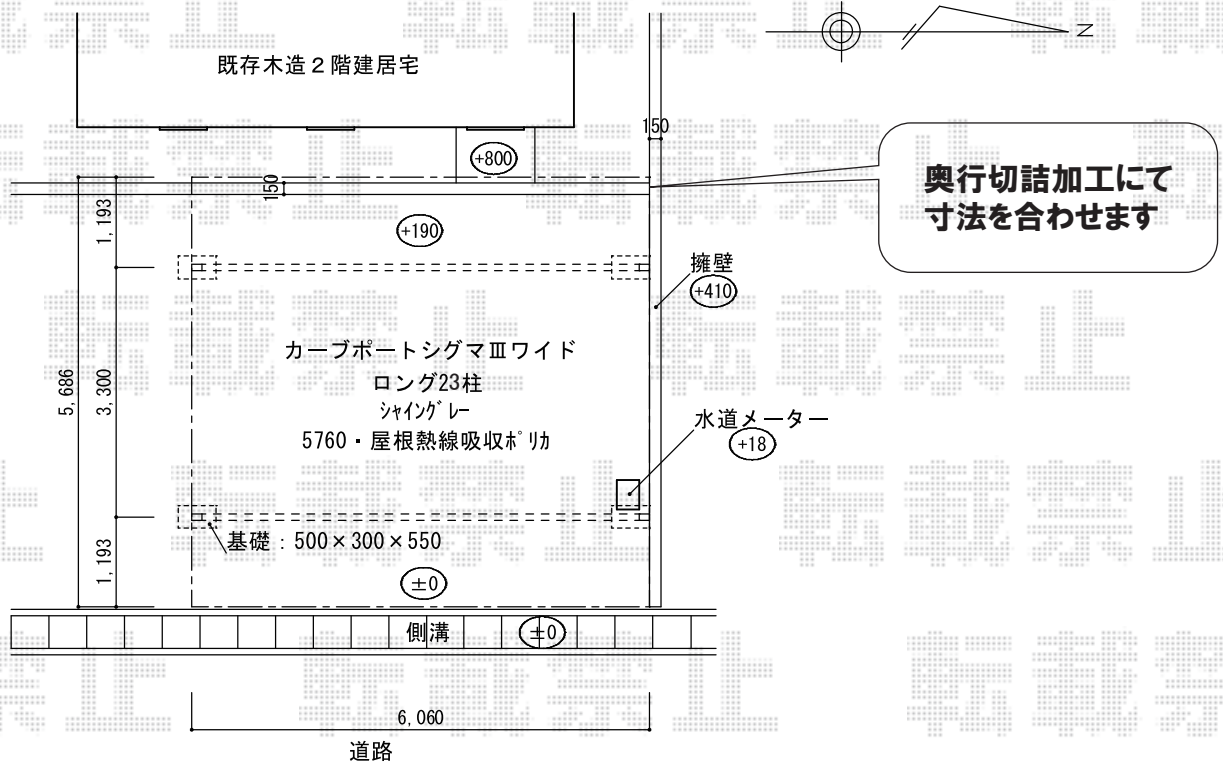 既存木造２階建居宅
N
150
+800
150
奥行切詰加工にて
寸法を合わせます
1,193
+190
擁壁
+410
カーブポートシグマⅢワイド
ロング23柱
シャイングレー
5760・屋根熱線吸収ポリカ
5,686
3,300
水道メーター
+18
基礎：500×300×550
1,193
±0
側溝
±0
6,060
道路
転載禁止